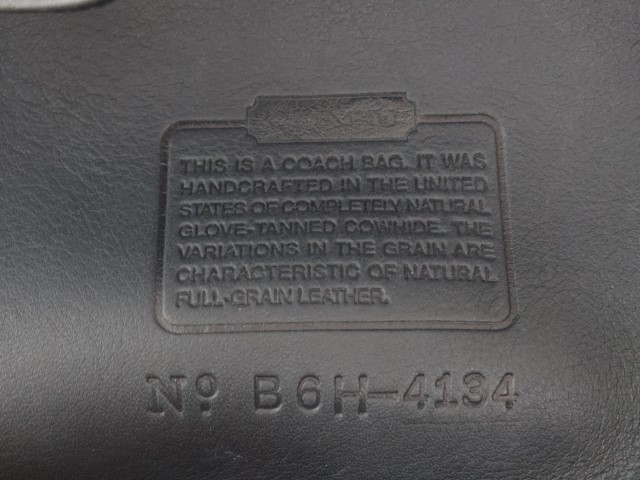 THIS IS A COACH BAG. IT WAS
HANDCRAFTED IN THE UNITED
STATES OF COMPLETELY NATURAL
GLOVE-TANNED COWHIDE. THE
VARIATIONS IN THE GRAIN ARE
CHARACTERISTIC OF NATURAL
FULL-GRAIN LEATHER.
Nº B6H-4134